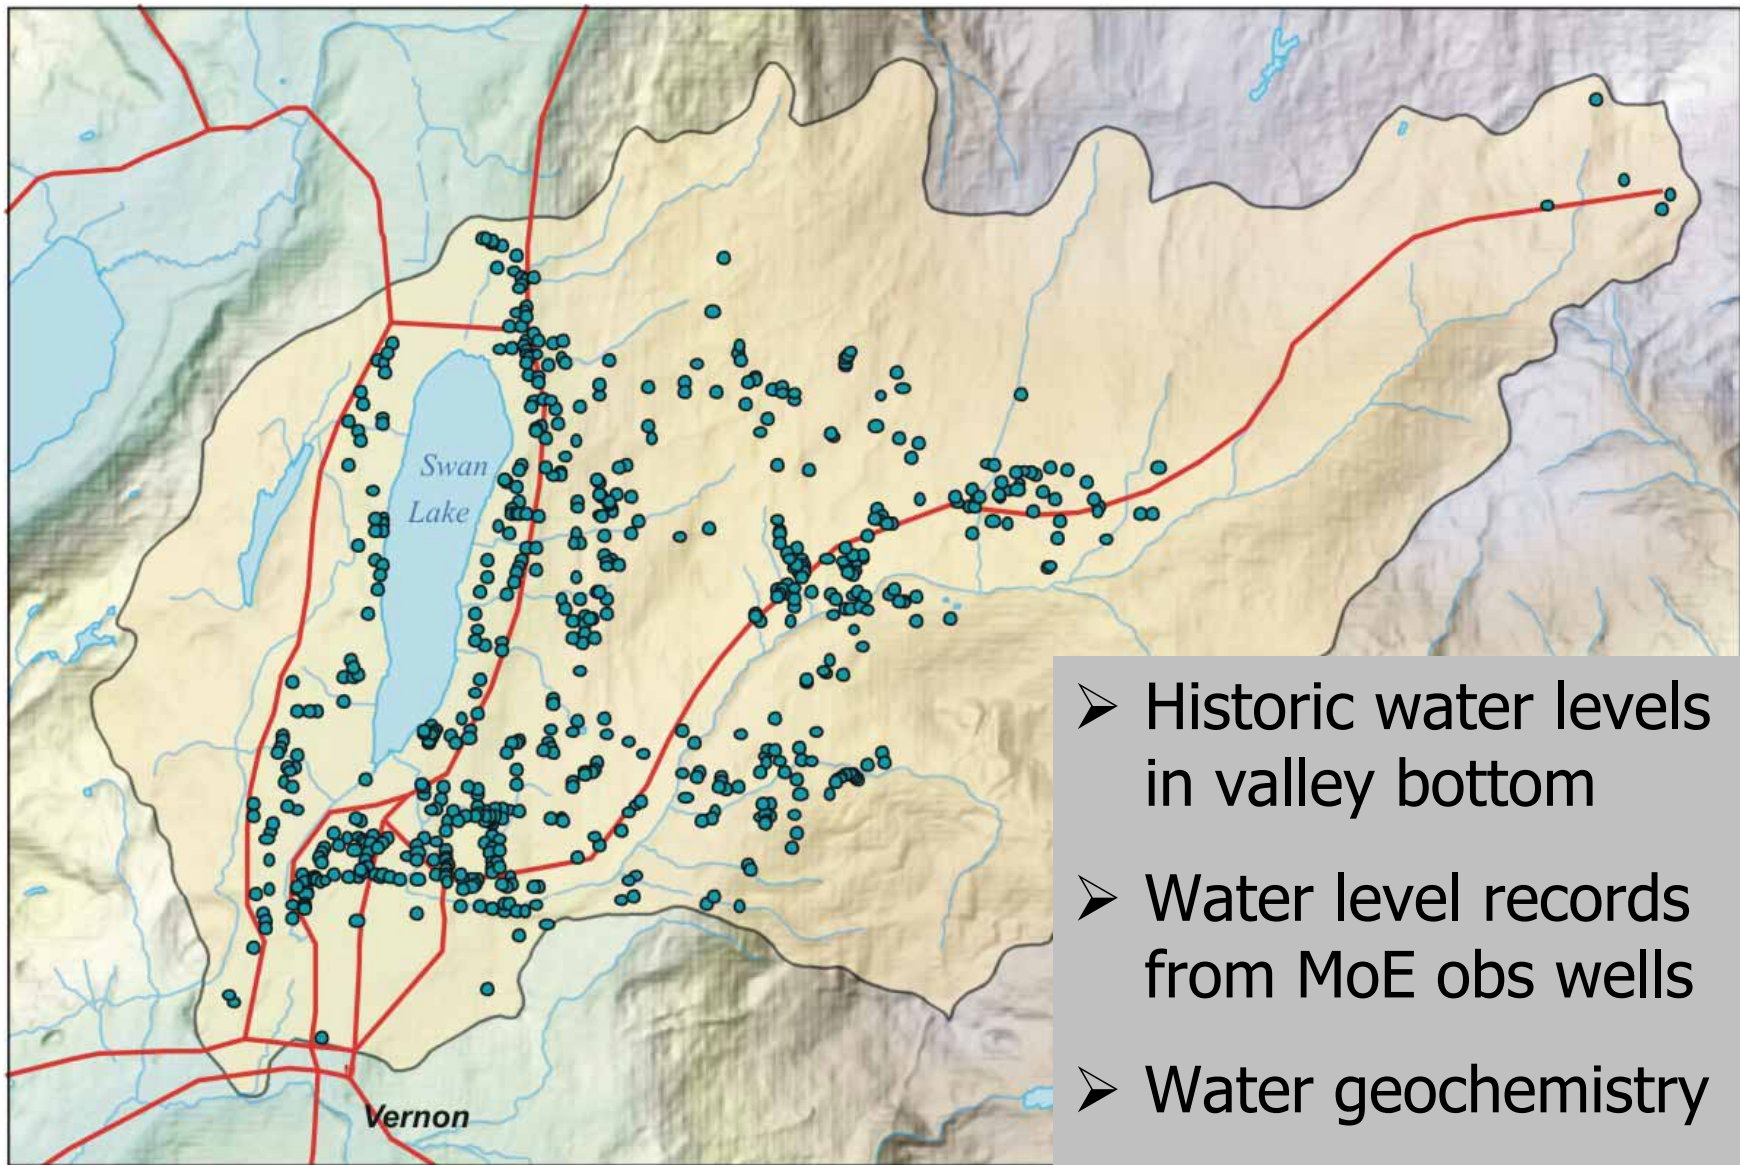 Swan
Lake
➢ Historic water levels
in valley bottom
➢ Water level records
from MoE obs wells
➢ Water geochemistry
Vernon